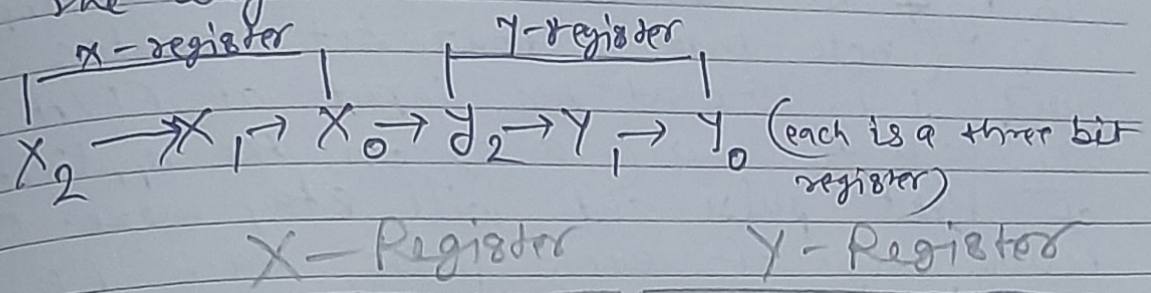 x-register y-register
X2 → X1 → X0 → Y2 → Y1 → Y0 (each is a three bit
register)
X-Register Y-Register